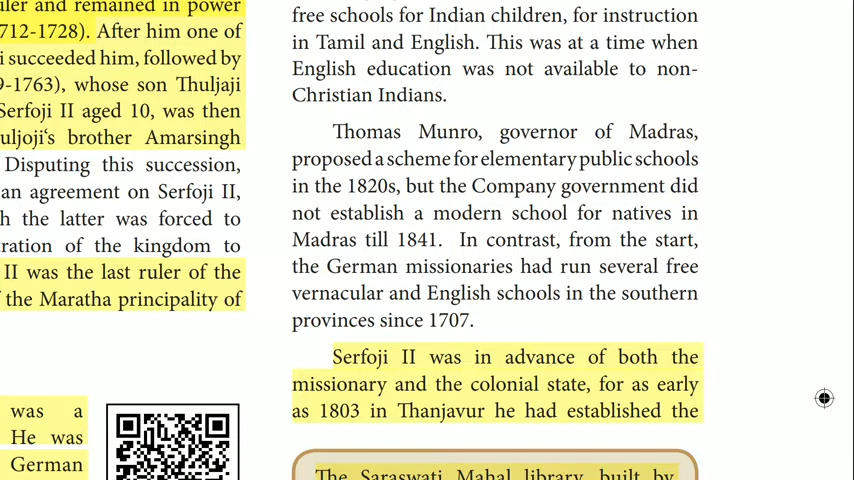 uler and remained in power
712-1728). After him one of
i succeeded him, followed by
9-1763), whose son Thuljaji
Serfoji II aged 10, was then
uljoji‘s brother Amarsingh
Disputing this succession,
an agreement on Serfoji II,
h the latter was forced to
tration of the kingdom to
II was the last ruler of the
f the Maratha principality of
was a
He was
German
free schools for Indian children, for instruction
in Tamil and English. This was at a time when
English education was not available to non-
Christian Indians.
Thomas Munro, governor of Madras,
proposed a scheme for elementary public schools
in the 1820s, but the Company government did
not establish a modern school for natives in
Madras till 1841. In contrast, from the start,
the German missionaries had run several free
vernacular and English schools in the southern
provinces since 1707.
Serfoji II was in advance of both the
missionary and the colonial state, for as early
as 1803 in Thanjavur he had established the
The Saraswati Mahal library, built by